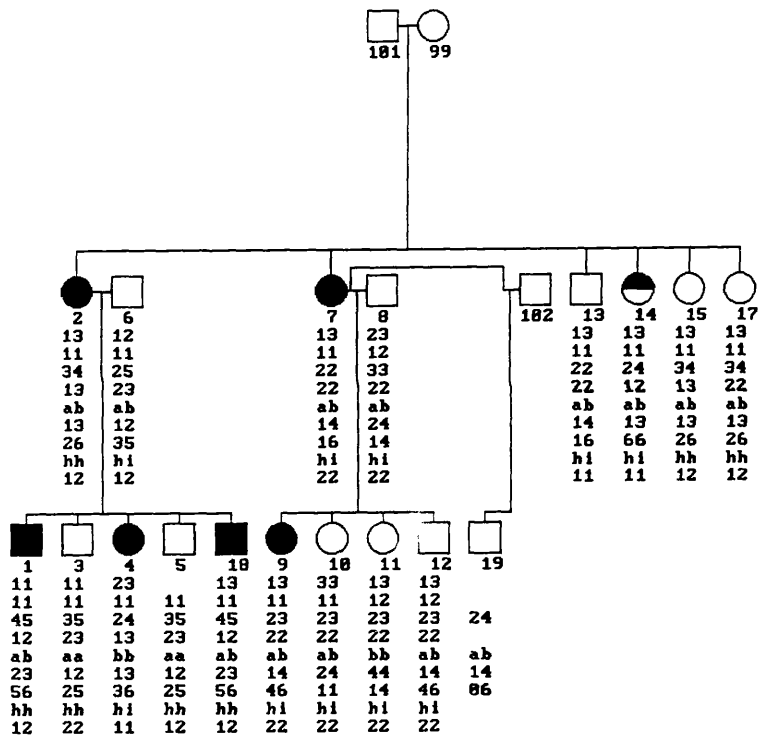 101 99
2 6 7 8 102 13 14 15 17
13 12 13 23 13 13 13 13
11 11 11 12 11 11 11 11
34 25 22 33 22 24 34 34
13 23 22 22 22 12 13 22
ab ab ab ab ab ab ab ab
13 12 14 24 14 13 13 13
26 35 16 14 16 66 26 26
hh hi hi hi hi hi hh hh
12 12 22 22 11 11 12 12
1 3 4 5 18 9 10 11 12 19
11 11 23 13 13 33 13 13
11 11 11 11 11 11 11 12 12
45 35 24 35 45 23 23 23 23 24
12 23 13 23 12 22 22 22 22
ab aa bb aa ab ab ab bb ab ab
23 12 13 12 23 14 24 44 14 14
56 25 36 25 56 46 11 14 46 06
hh hh hi hh hh hi hi hi hi
12 22 11 12 12 22 22 22 22